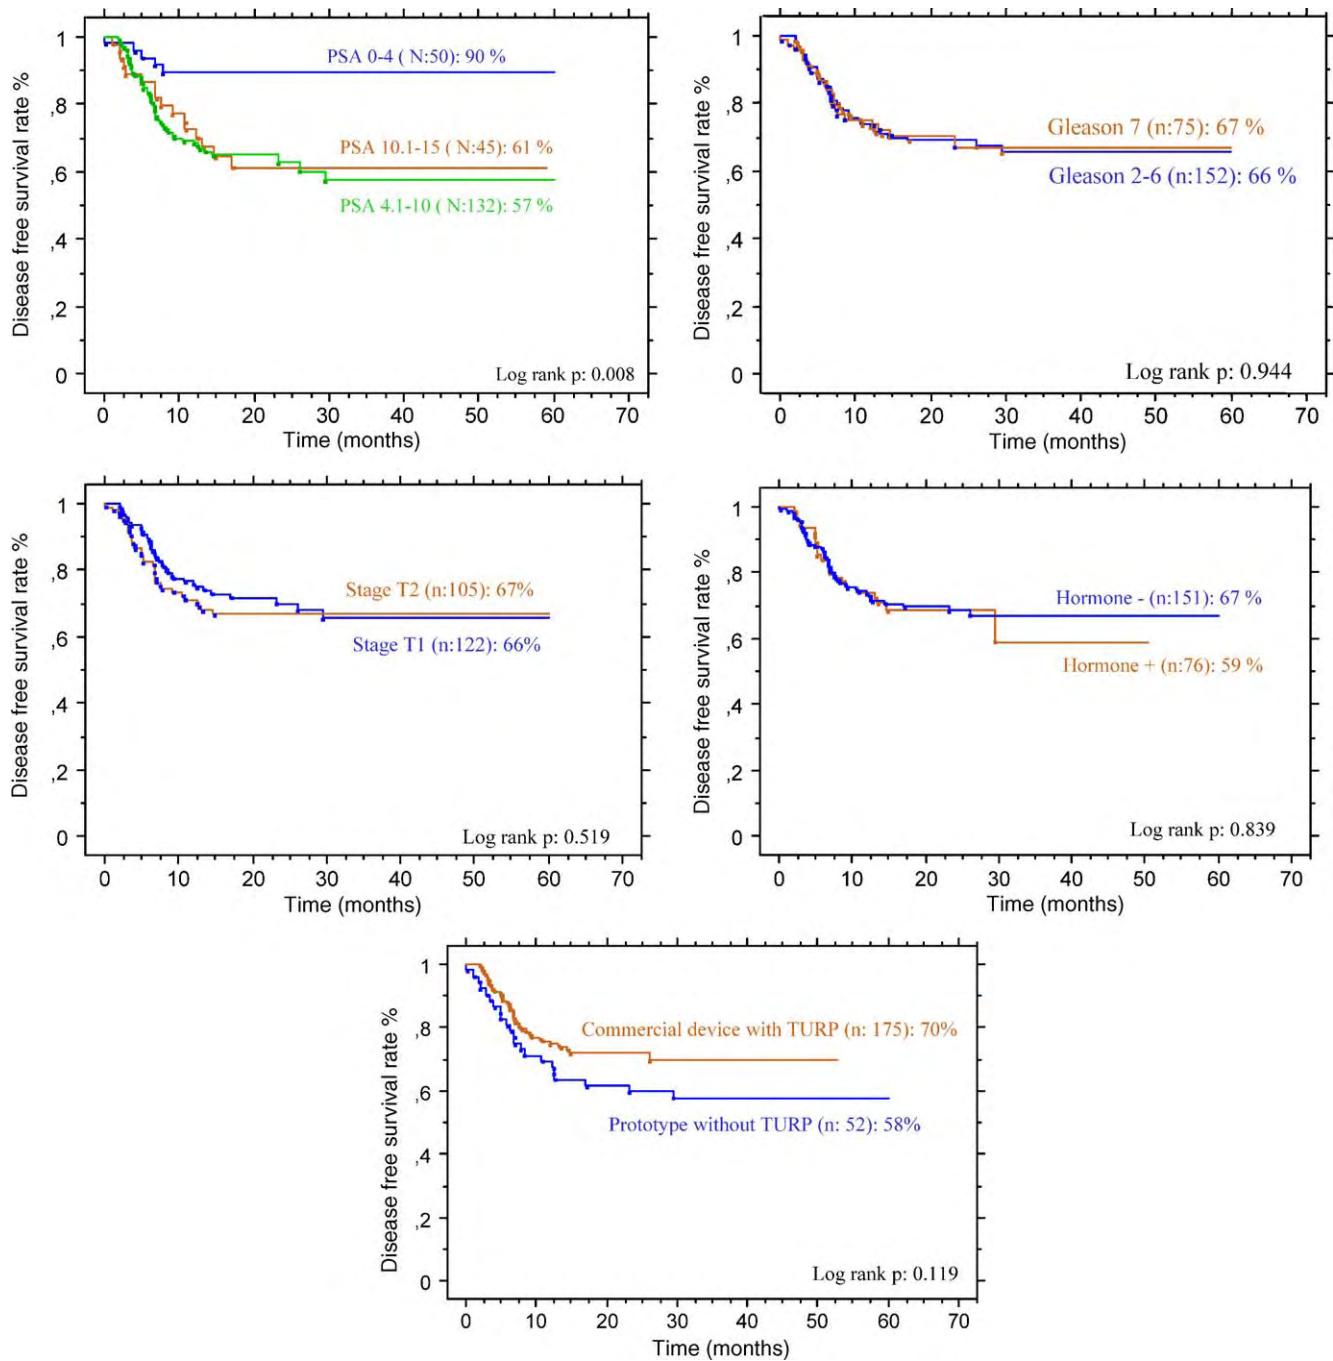 Disease free survival rate %
1
,8
,6
,4
,2
0
PSA 0-4 ( N:50): 90 %
PSA 10.1-15 ( N:45): 61 %
PSA 4.1-10 ( N:132): 57 %
Log rank p: 0.008
0 10 20 30 40 50 60 70
Time (months)
Disease free survival rate %
1
,8
,6
,4
,2
0
Gleason 7 (n:75): 67 %
Gleason 2-6 (n:152): 66 %
Log rank p: 0.944
0 10 20 30 40 50 60 70
Time (months)
Disease free survival rate %
1
,8
,6
,4
,2
0
Stage T2 (n:105): 67%
Stage T1 (n:122): 66%
Log rank p: 0.519
0 10 20 30 40 50 60 70
Time (months)
Disease free survival rate %
1
,8
,6
,4
,2
0
Hormone - (n:151): 67 %
Hormone + (n:76): 59 %
Log rank p: 0.839
0 10 20 30 40 50 60 70
Time (months)
Disease free survival rate %
1
,8
,6
,4
,2
0
Commercial device with TURP (n: 175): 70%
Prototype without TURP (n: 52): 58%
Log rank p: 0.119
0 10 20 30 40 50 60 70
Time (months)